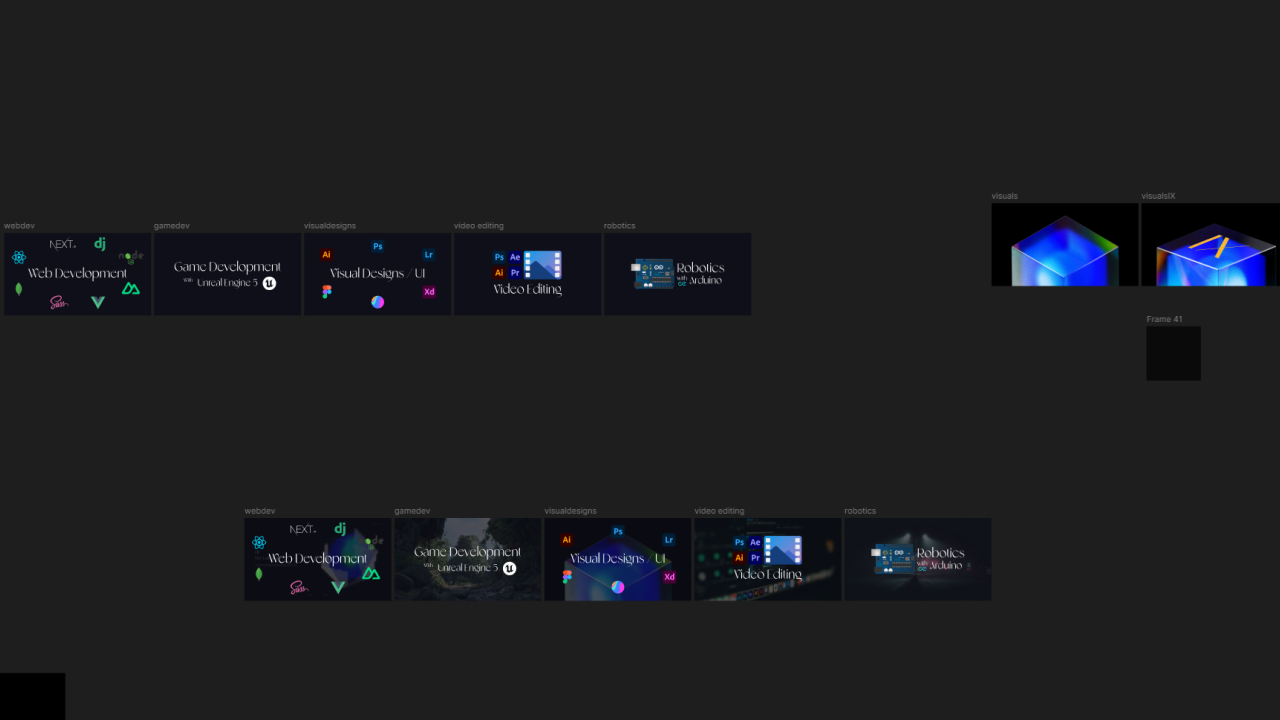 visuals
visualsIX
webdev
gamedev
visualdesigns
video editing
robotics
NEXT.
dj
node
Web Development
Sass
Game Development
With Unreal Engine 5
Ps
Ai
Lr
Visual Designs / UI
Xd
Ps Ae
Ai Pr
Video Editing
Robotics
with
Arduino
Frame 41
webdev
gamedev
visualdesigns
video editing
robotics
NEXT.
dj
de
Web Development
Sass
Game Development
With Unreal Engine 5
Ps
Ai
Lr
Visual Designs / UI
Xd
Ps Ae
Ai Pr
Video Editing
Robotics
with
Arduino